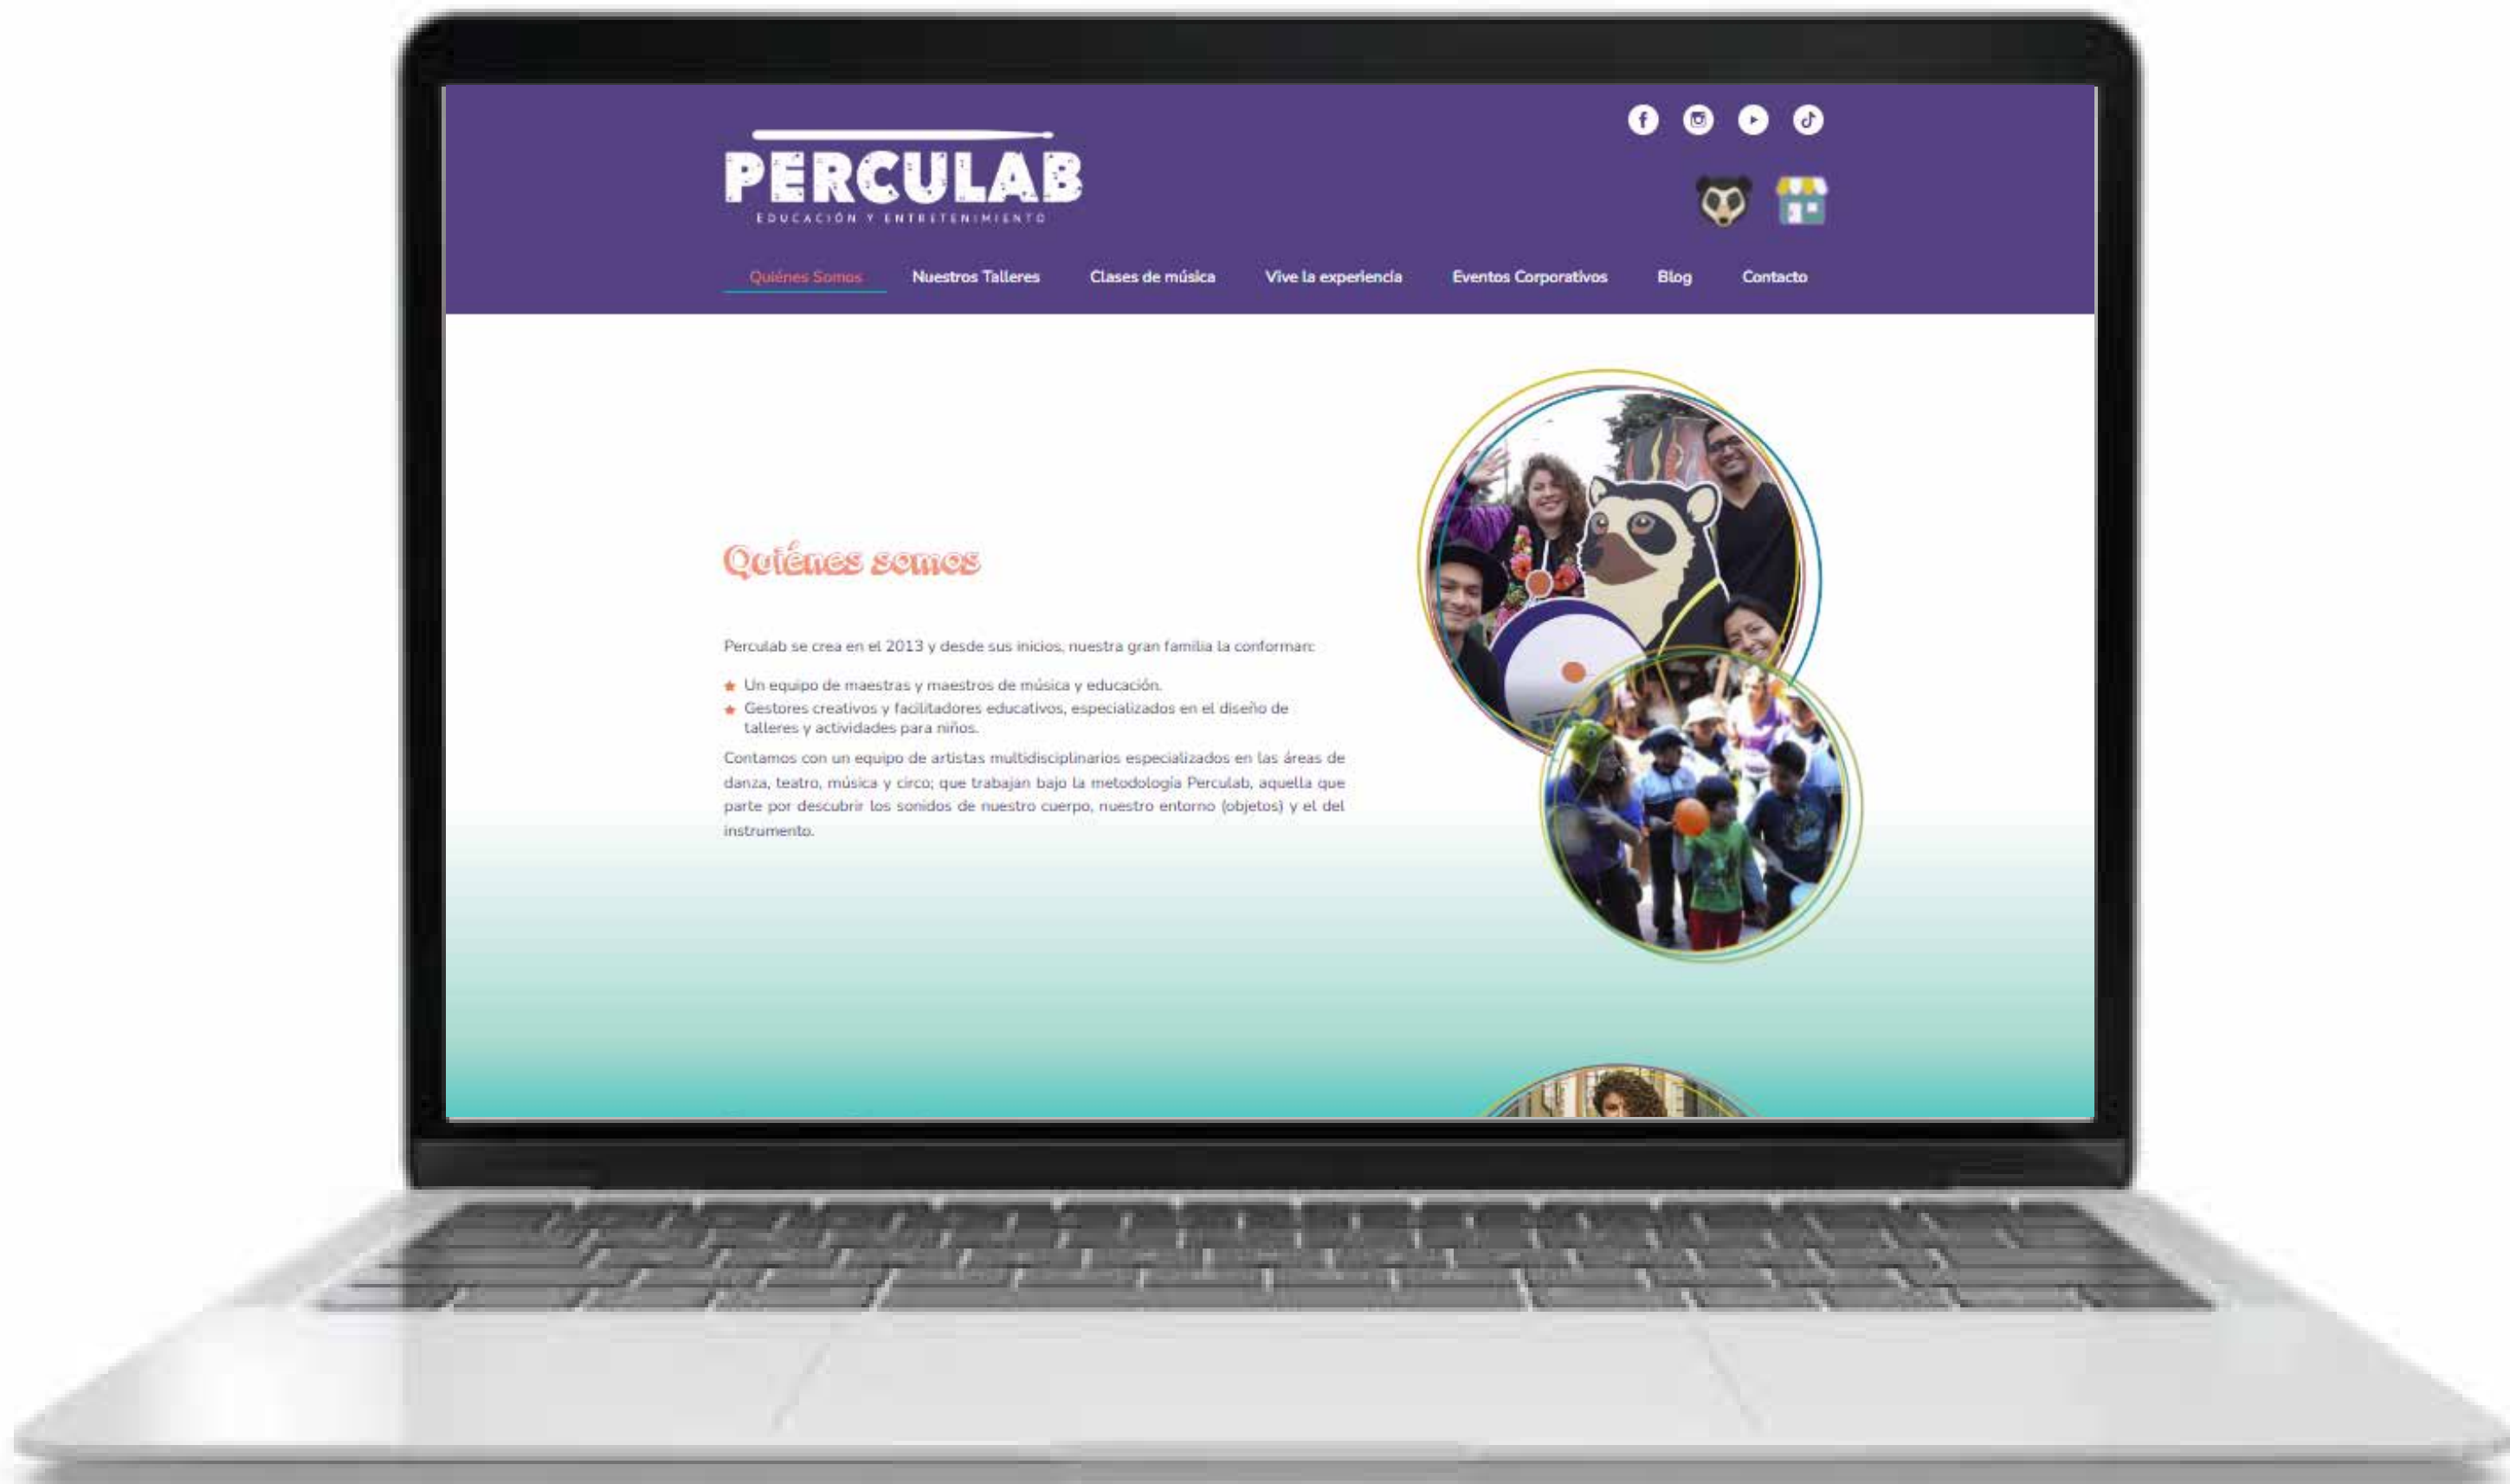 PERCULAB
EDUCACIÓN Y ENTRETENIMIENTO
Quiénes Somos Nuestros Talleres Clases de música Vive la experiencia Eventos Corporativos Blog Contacto
Quiénes somos
Perculab se crea en el 2013 y desde sus inicios, nuestra gran familia la conforman:
Un equipo de maestras y maestros de música y educación.
Gestores creativos y facilitadores educativos, especializados en el diseño de
talleres y actividades para niños.
Contamos con un equipo de artistas multidisciplinarios especializados en las áreas de
danza, teatro, música y circo; que trabajan bajo la metodología Perculab, aquella que
parte por descubrir los sonidos de nuestro cuerpo, nuestro entorno (objetos) y el del
instrumento.